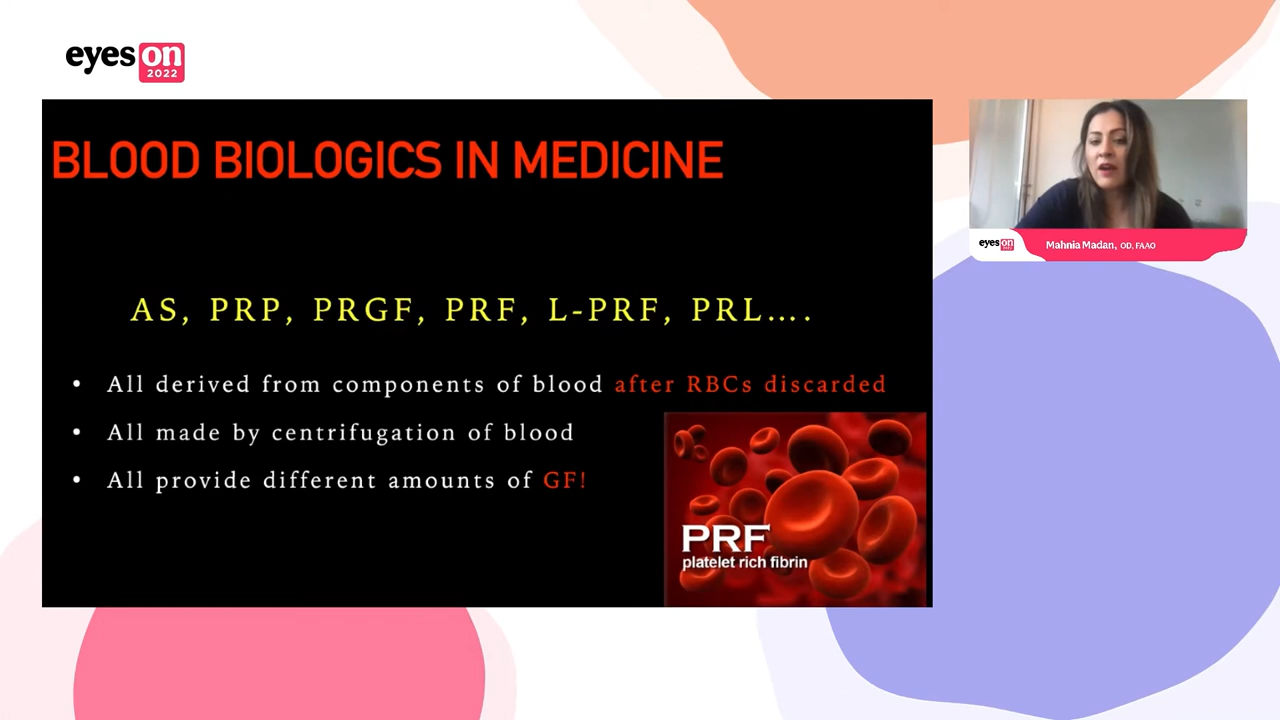 eyes on
2022
BLOOD BIOLOGICS IN MEDICINE
AS, PRP, PRGF, PRF, L-PRF, PRL....
• All derived from components of blood after RBCs discarded
• All made by centrifugation of blood
• All provide different amounts of GF!
PRF
platelet rich fibrin
eyes on
Mahnia Madan, OD, FAAO